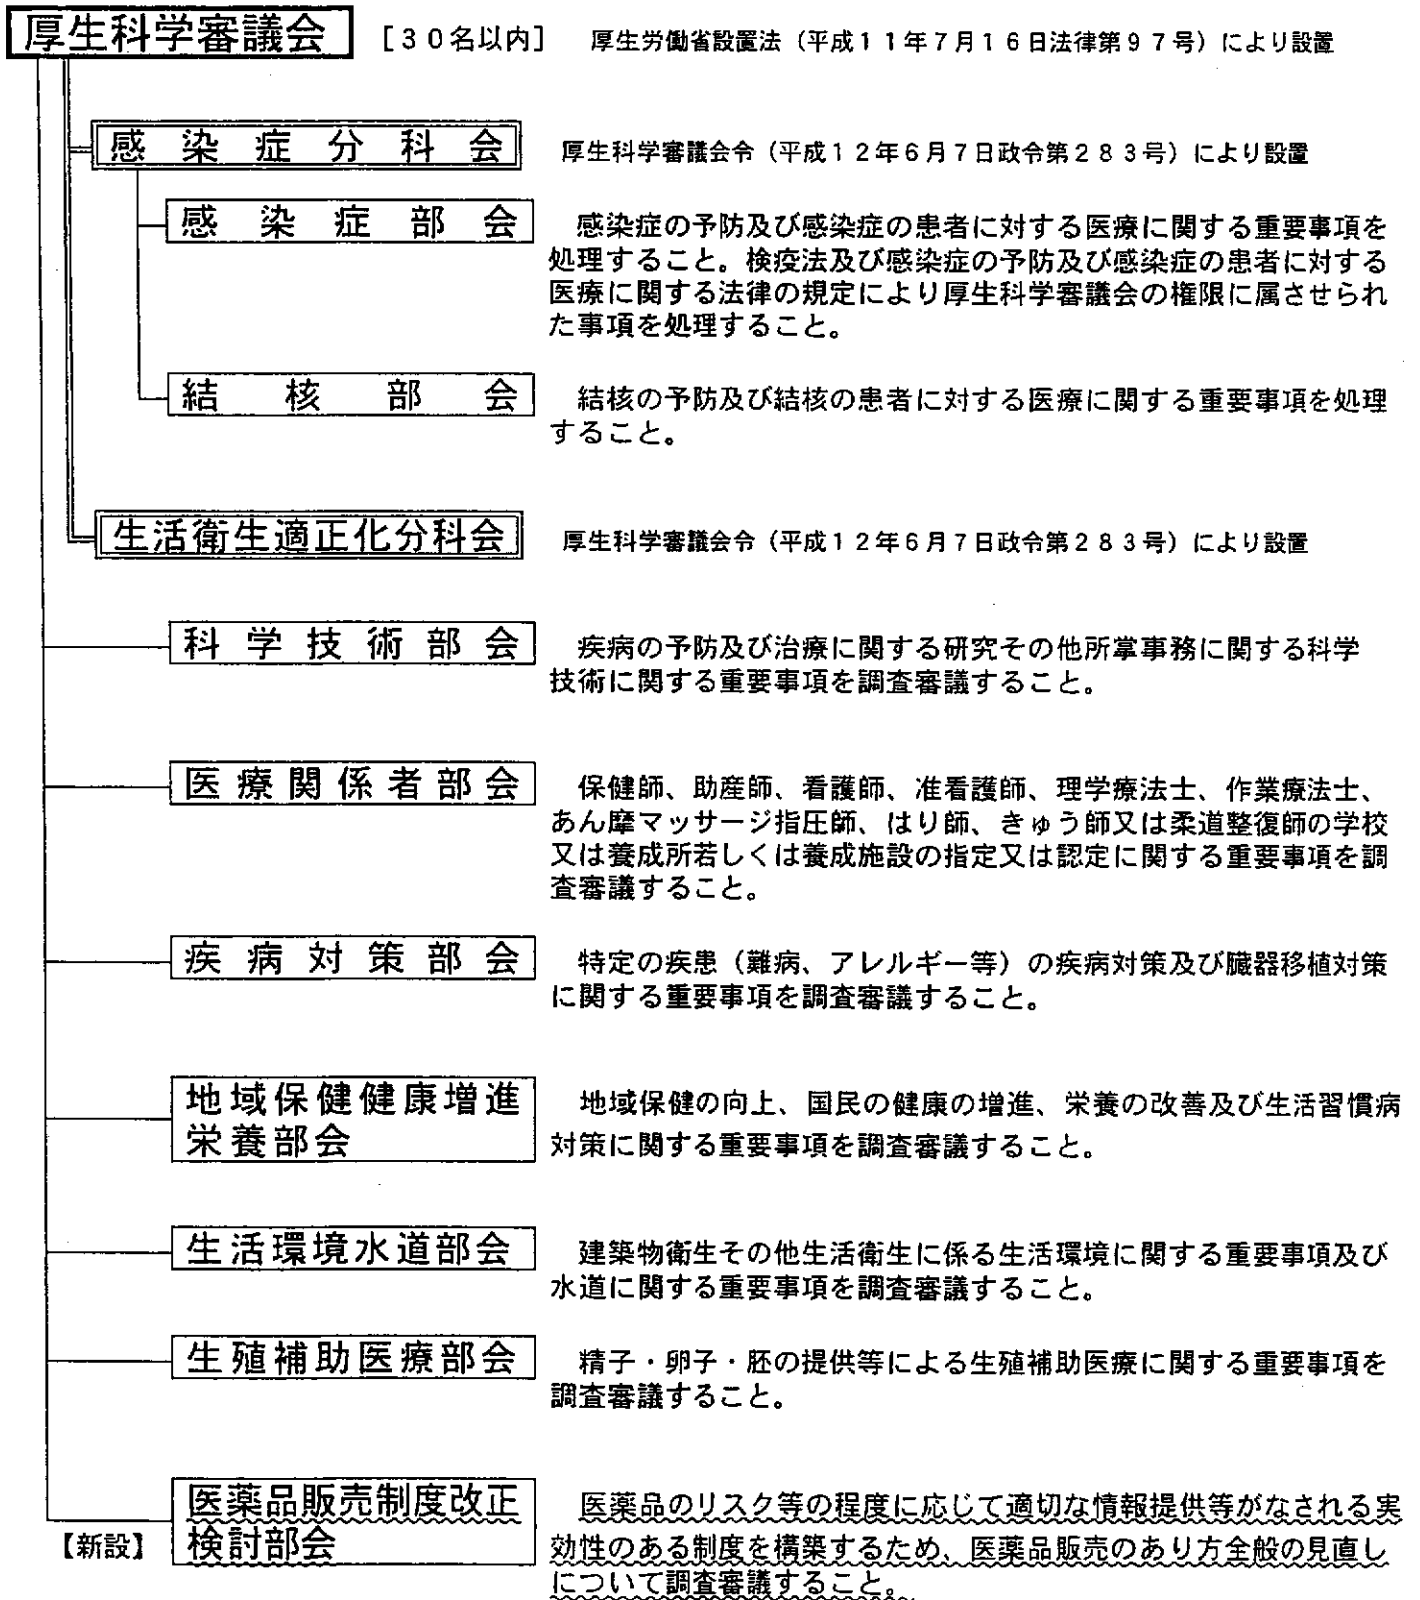 厚生科学審議会 [30名以内] 厚生労働省設置法(平成11年7月16日法律第97号)により設置
感染症分科会 厚生科学審議会令(平成12年6月7日政令第283号)により設置
感染症部会
感染症の予防及び感染症の患者に対する医療に関する重要事項を
処理すること。検疫法及び感染症の予防及び感染症の患者に対する
医療に関する法律の規定により厚生科学審議会の権限に属させられ
た事項を処理すること。
結核部会
結核の予防及び結核の患者に対する医療に関する重要事項を処理
すること。
生活衛生適正化分科会 厚生科学審議会令(平成12年6月7日政令第283号)により設置
科学技術部会
疾病の予防及び治療に関する研究その他所掌事務に関する科学
技術に関する重要事項を調査審議すること。
医療関係者部会
保健師、助産師、看護師、准看護師、理学療法士、作業療法士、
あん摩マッサージ指圧師、はり師、きゅう師又は柔道整復師の学校
又は養成所若しくは養成施設の指定又は認定に関する重要事項を調
査審議すること。
疾病対策部会
特定の疾患(難病、アレルギー等)の疾病対策及び臓器移植対策
に関する重要事項を調査審議すること。
地域保健健康増進
栄養部会
地域保健の向上、国民の健康の増進、栄養の改善及び生活習慣病
対策に関する重要事項を調査審議すること。
生活環境水道部会
建築物衛生その他生活衛生に係る生活環境に関する重要事項及び
水道に関する重要事項を調査審議すること。
生殖補助医療部会
精子・卵子・胚の提供等による生殖補助医療に関する重要事項を
調査審議すること。
【新設】
医薬品販売制度改正
検討部会
医薬品のリスク等の程度に応じて適切な情報提供等がなされる実
効性のある制度を構築するため、医薬品販売のあり方全般の見直し
について調査審議すること。